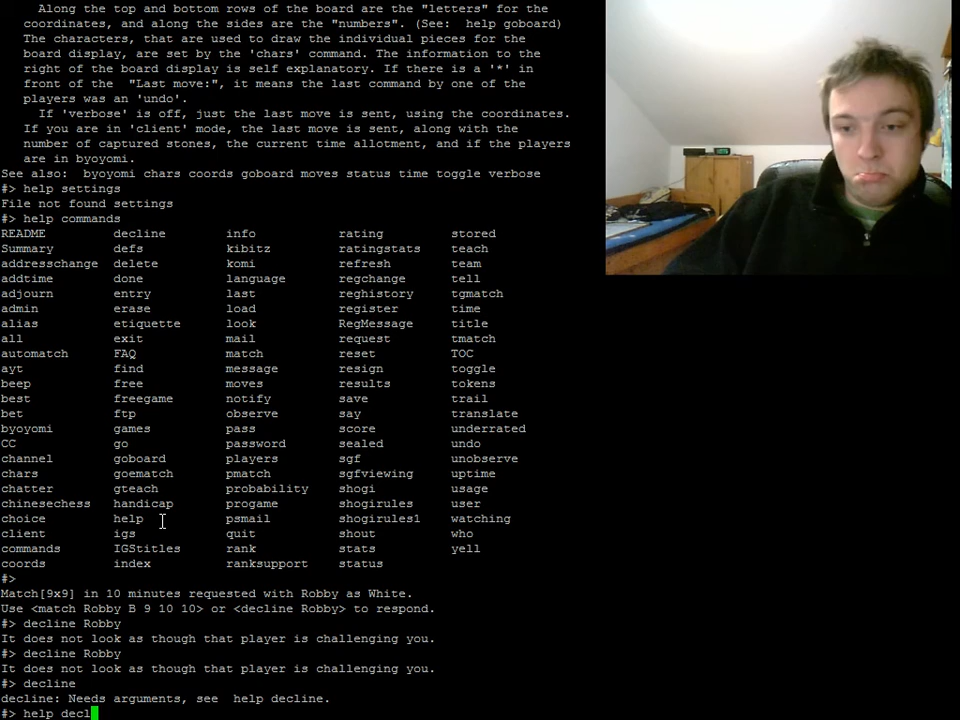 Along the top and bottom rows of the board are the "letters" for the
coordinates, and along the sides are the "numbers". (See:  help goboard)
The characters, that are used to draw the individual pieces for the
board display, are set by the 'chars' command. The information to the
right of the board display is self explanatory. If there is a '*' in
front of the  "Last move:", it means the last command by one of the
players was an 'undo'.
If 'verbose' is off, just the last move is sent, using the coordinates.
If you are in 'client' mode, the last move is sent, along with the
number of captured stones, the current time allotment, and if the players
are in byoyomi.
See also:  byoyomi chars coords goboard moves status time toggle verbose
#> help settings
File not found settings
#> help commands
README decline info rating stored
Summary defs kibitz ratingstats teach
addresschange delete komi refresh team
addtime done language regchange tell
adjourn entry last reghistory tgmatch
admin erase load register time
alias etiquette look RegMessage title
all exit mail request tmatch
automatch FAQ match reset TOC
ayt find message resign toggle
beep free moves results tokens
best freegame notify save trail
bet ftp observe say translate
byoyomi games pass score underrated
CC go password sealed undo
channel goboard players sgf unobserve
chars goematch pmatch sgfviewing uptime
chatter gteach probability shogi usage
chinesechess handicap progame shogirules user
choice help psmail shogirules1 watching
client igs quit shout who
commands IGStitles rank stats yell
coords index ranksupport status
#>
Match[9x9] in 10 minutes requested with Robby as White.
Use <match Robby B 9 10 10> or <decline Robby> to respond.
#> decline Robby
It does not look as though that player is challenging you.
#> decline Robby
It does not look as though that player is challenging you.
#> decline
decline: Needs arguments, see  help decline.
#> help decl